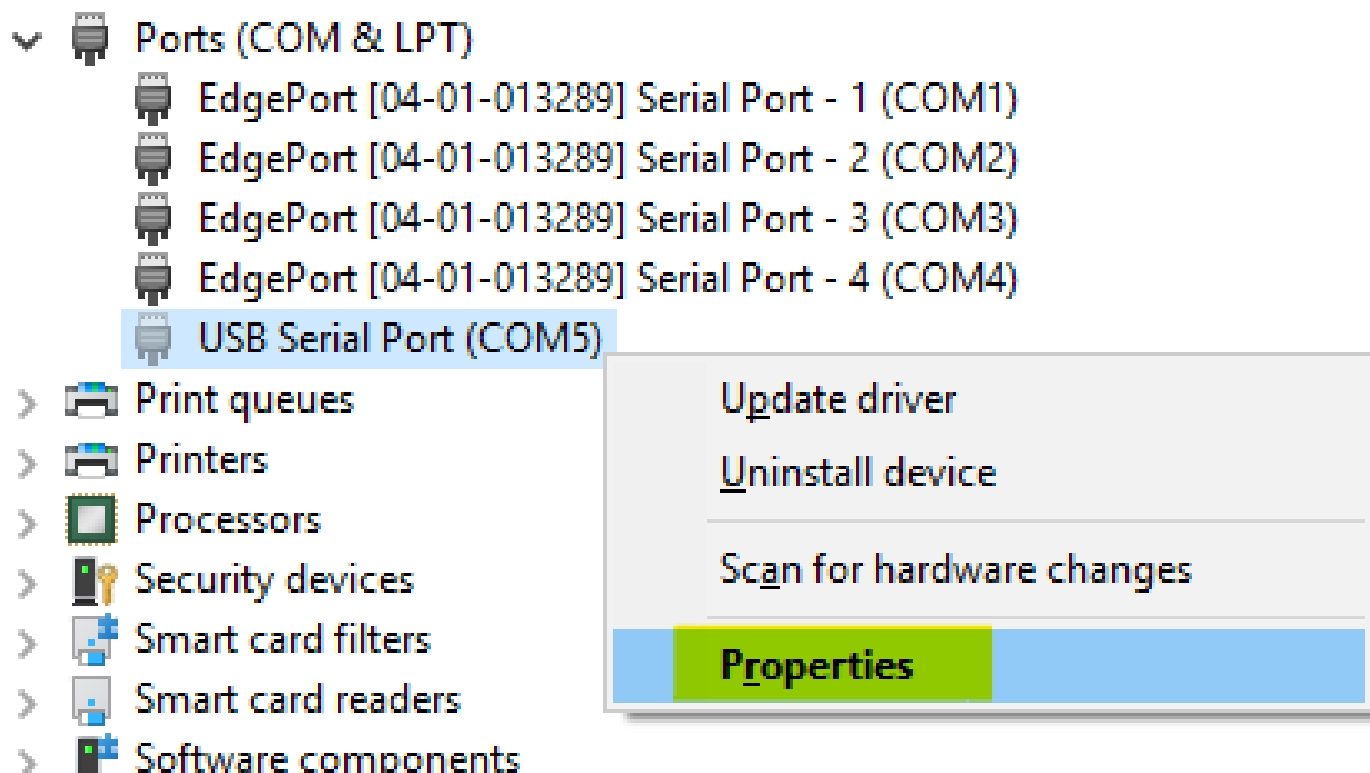 Ports (COM & LPT)
EdgePort [04-01-013289] Serial Port - 1 (COM1)
EdgePort [04-01-013289] Serial Port - 2 (COM2)
EdgePort [04-01-013289] Serial Port - 3 (COM3)
EdgePort [04-01-013289] Serial Port - 4 (COM4)
USB Serial Port (COM5)
Print queues
Printers
Processors
Security devices
Smart card filters
Smart card readers
Software components
Update driver
Uninstall device
Scan for hardware changes
Properties